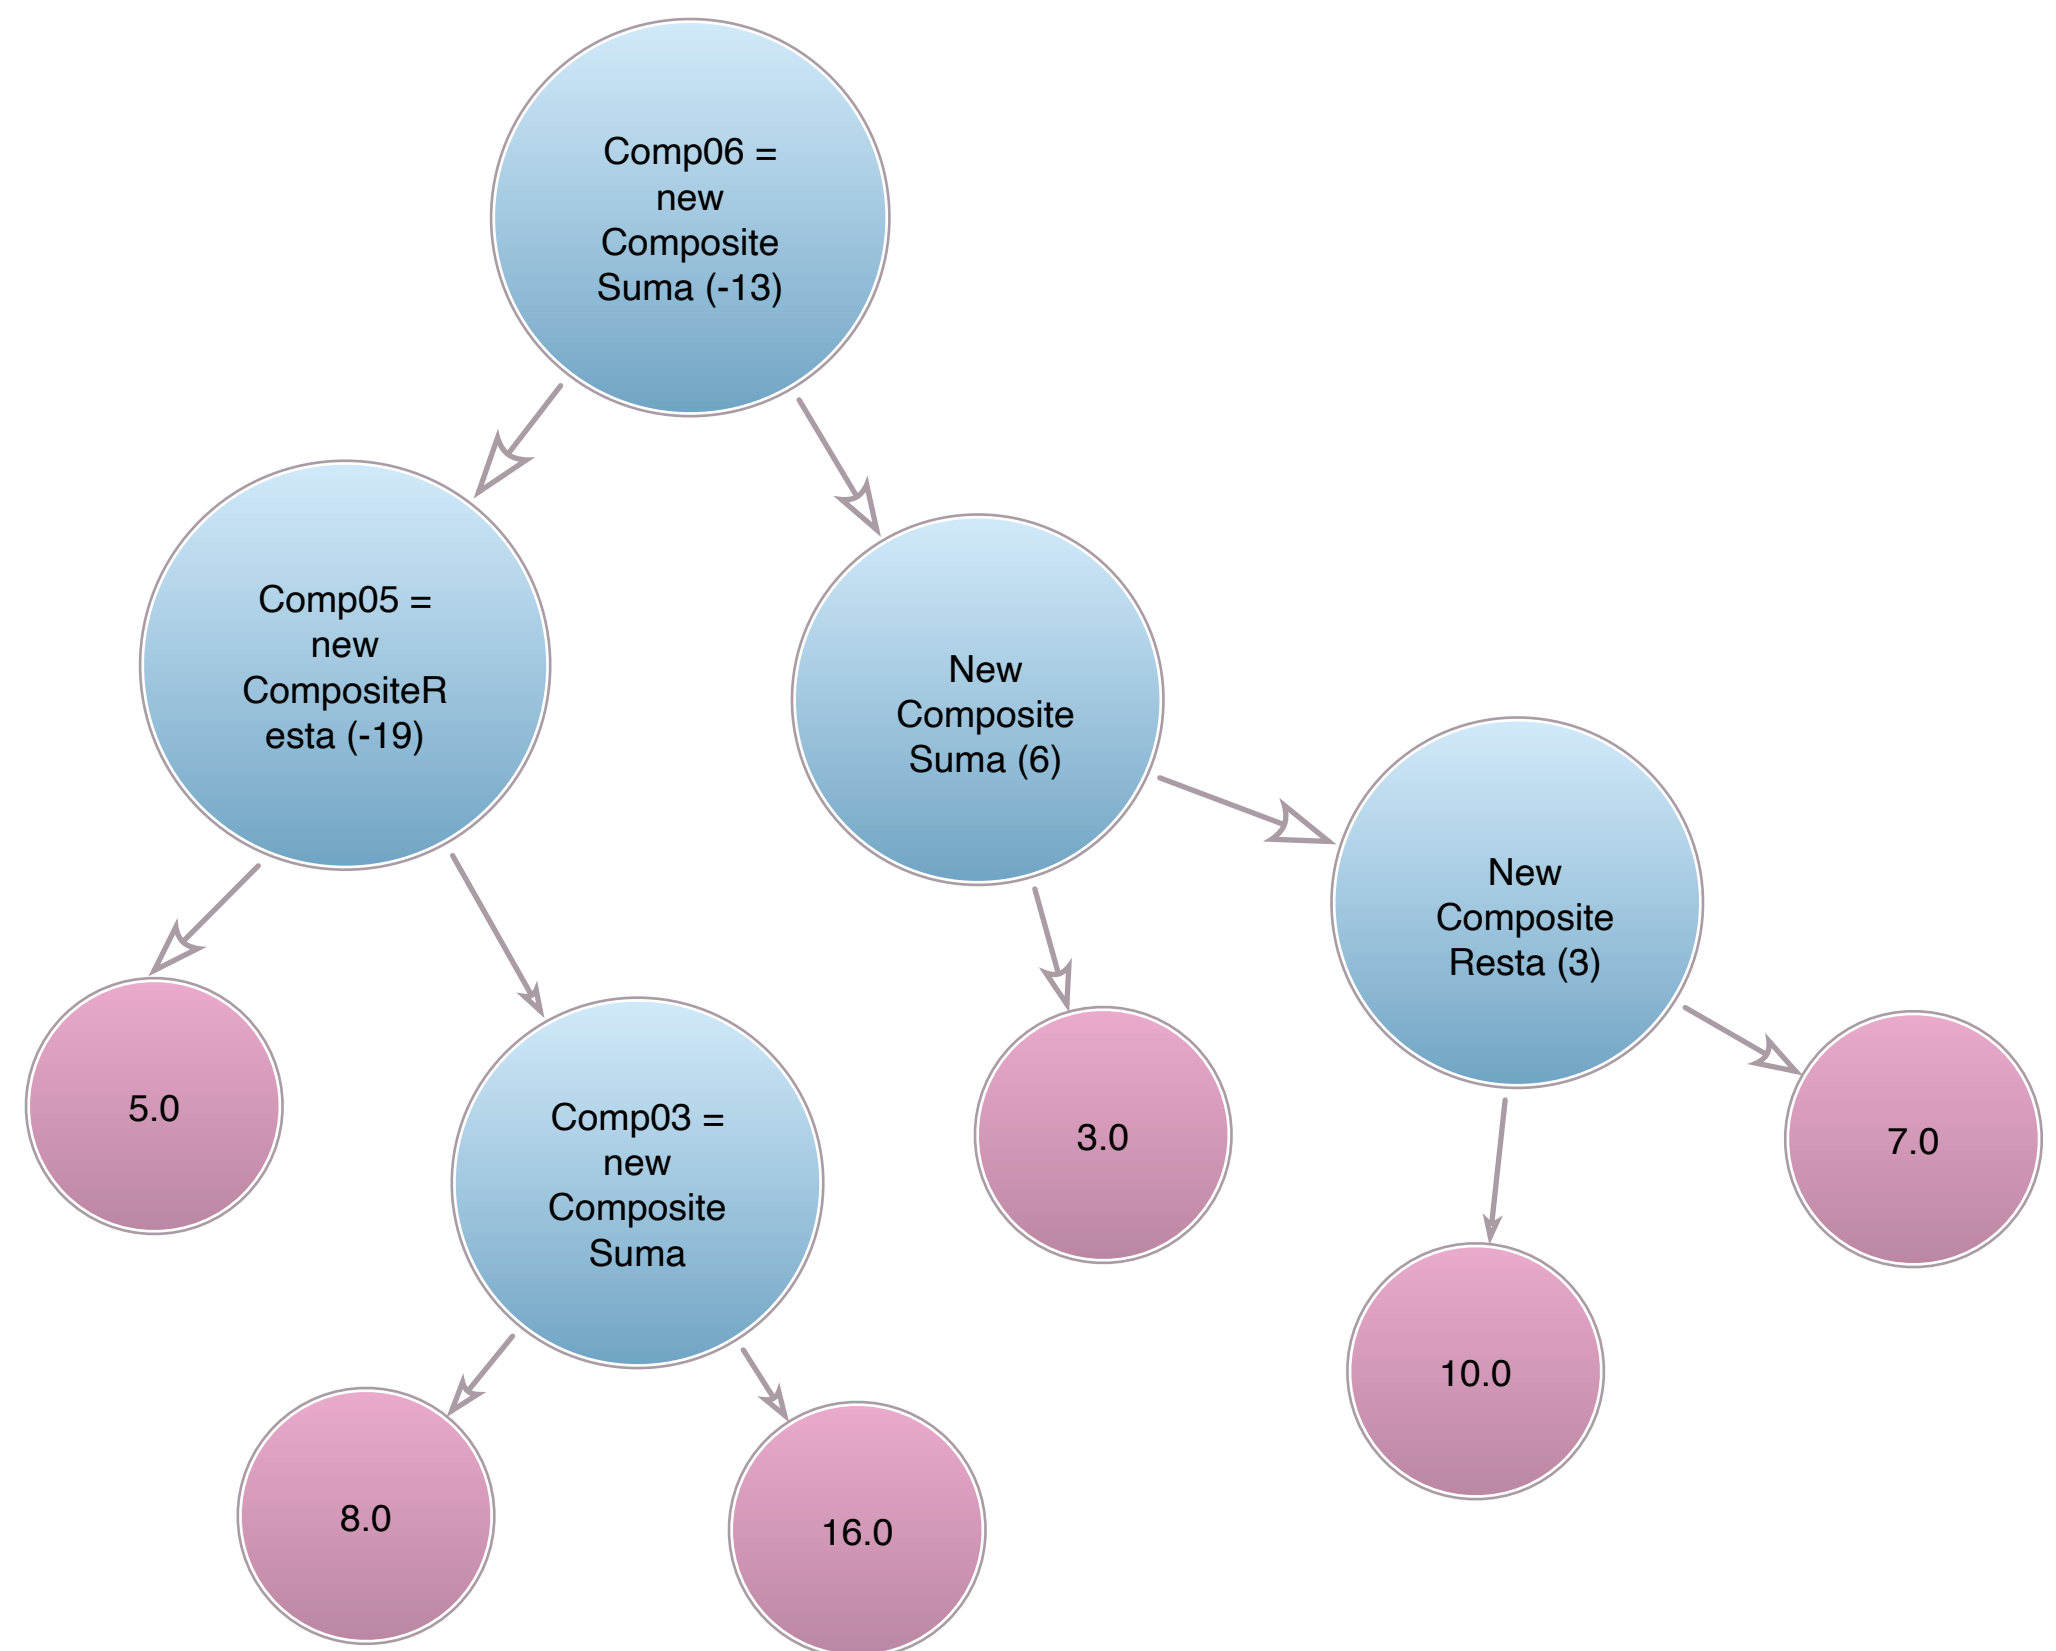 Comp06 =
new
Composite
Suma (-13)
Comp05 =
new
CompositeR
esta (-19)
New
Composite
Suma (6)
New
Composite
Resta (3)
5.0
Comp03 =
new
Composite
Suma
3.0
7.0
10.0
8.0
16.0